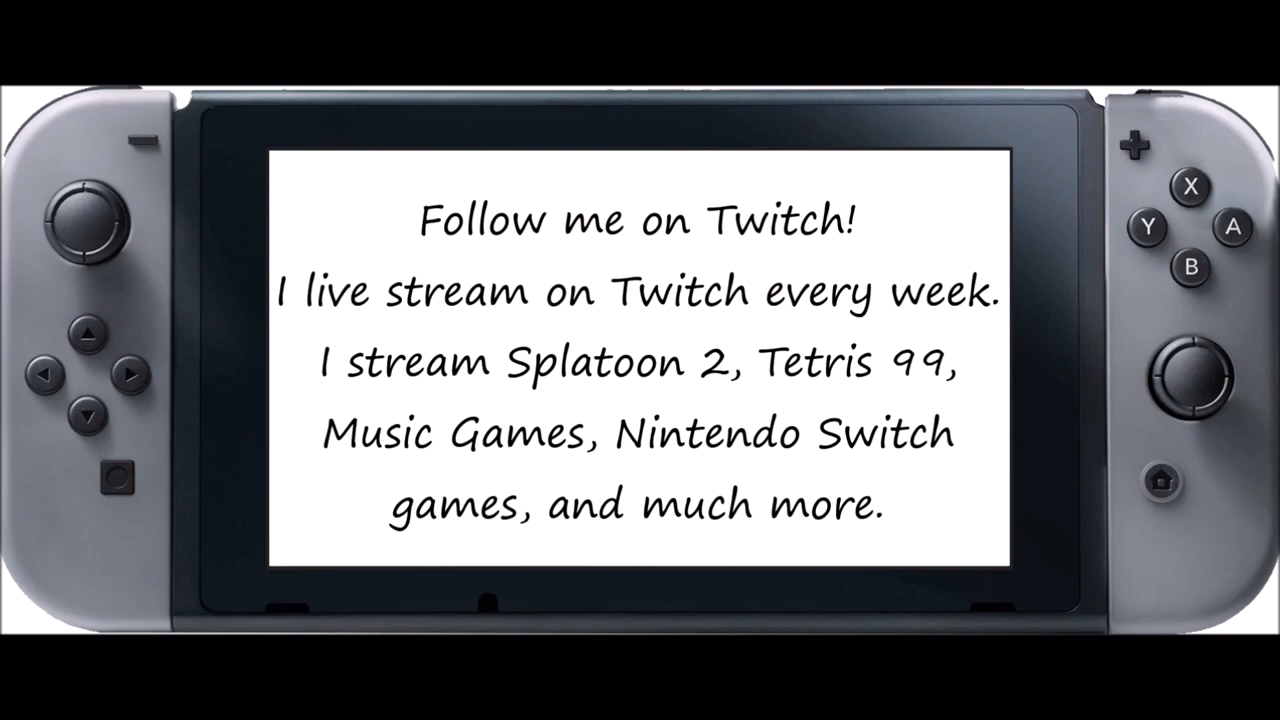 Follow me on Twitch!
I live stream on Twitch every week.
I stream Splatoon 2, Tetris 99,
Music Games, Nintendo Switch
games, and much more.
X
Y A
B